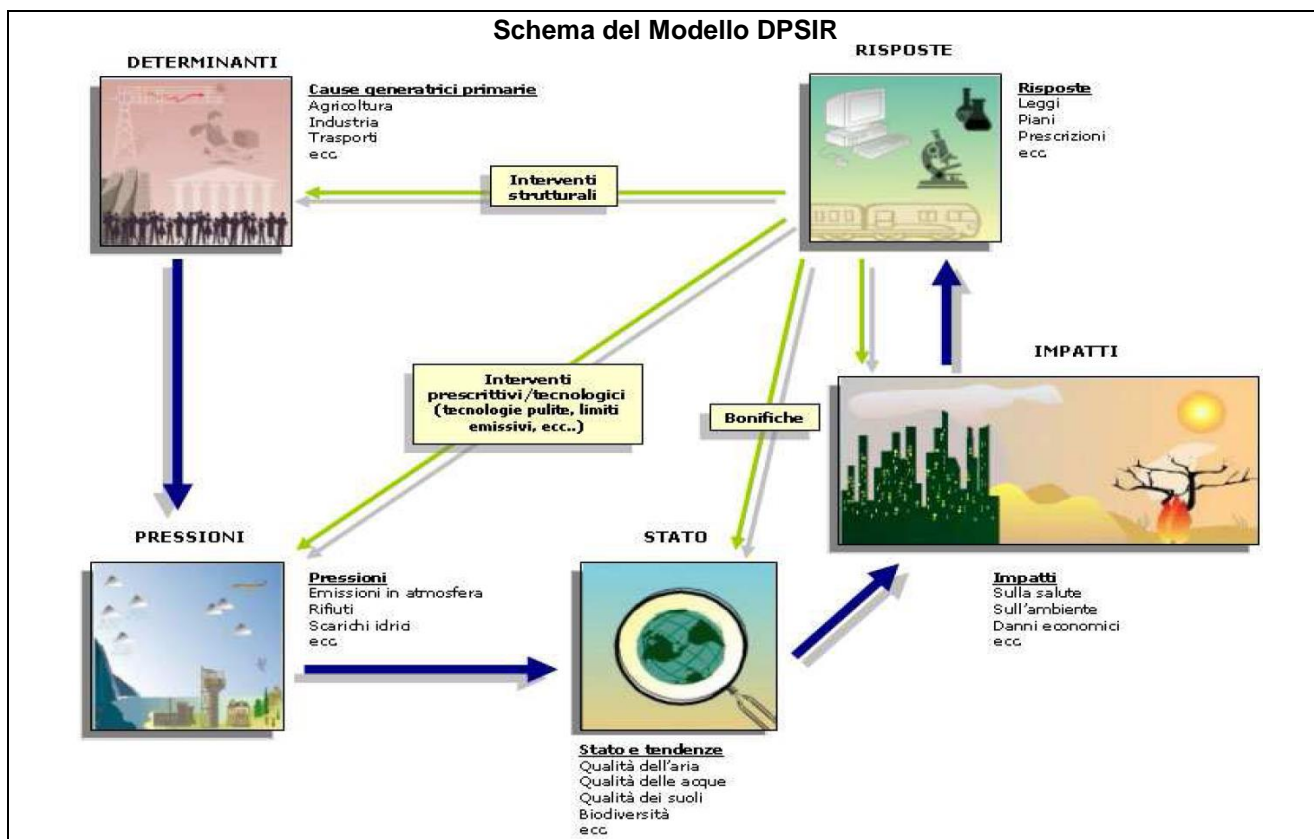 Schema del Modello DPSIR
DETERMINANTI
Cause generatrici primarie
Agricoltura
Industria
Trasporti
ecc
RISPOSTE
Risposte
Leggi
Piani
Prescrizioni
ecc
Interventi
strutturali
Interventi
prescrittivi/tecnologici
(tecnologie pulite, limiti
emissivi, ecc..)
Bonifiche
IMPATTI
Impatti
Sulla salute
Sull'ambiente
Danni economici
ecc
PRESSIONI
Pressioni
Emissioni in atmosfera
Rifiuti
Scarichi idrici
ecc
STATO
Stato e tendenze
Qualità dell'aria
Qualità delle acque
Qualità dei suoli
Biodiversità
ecc